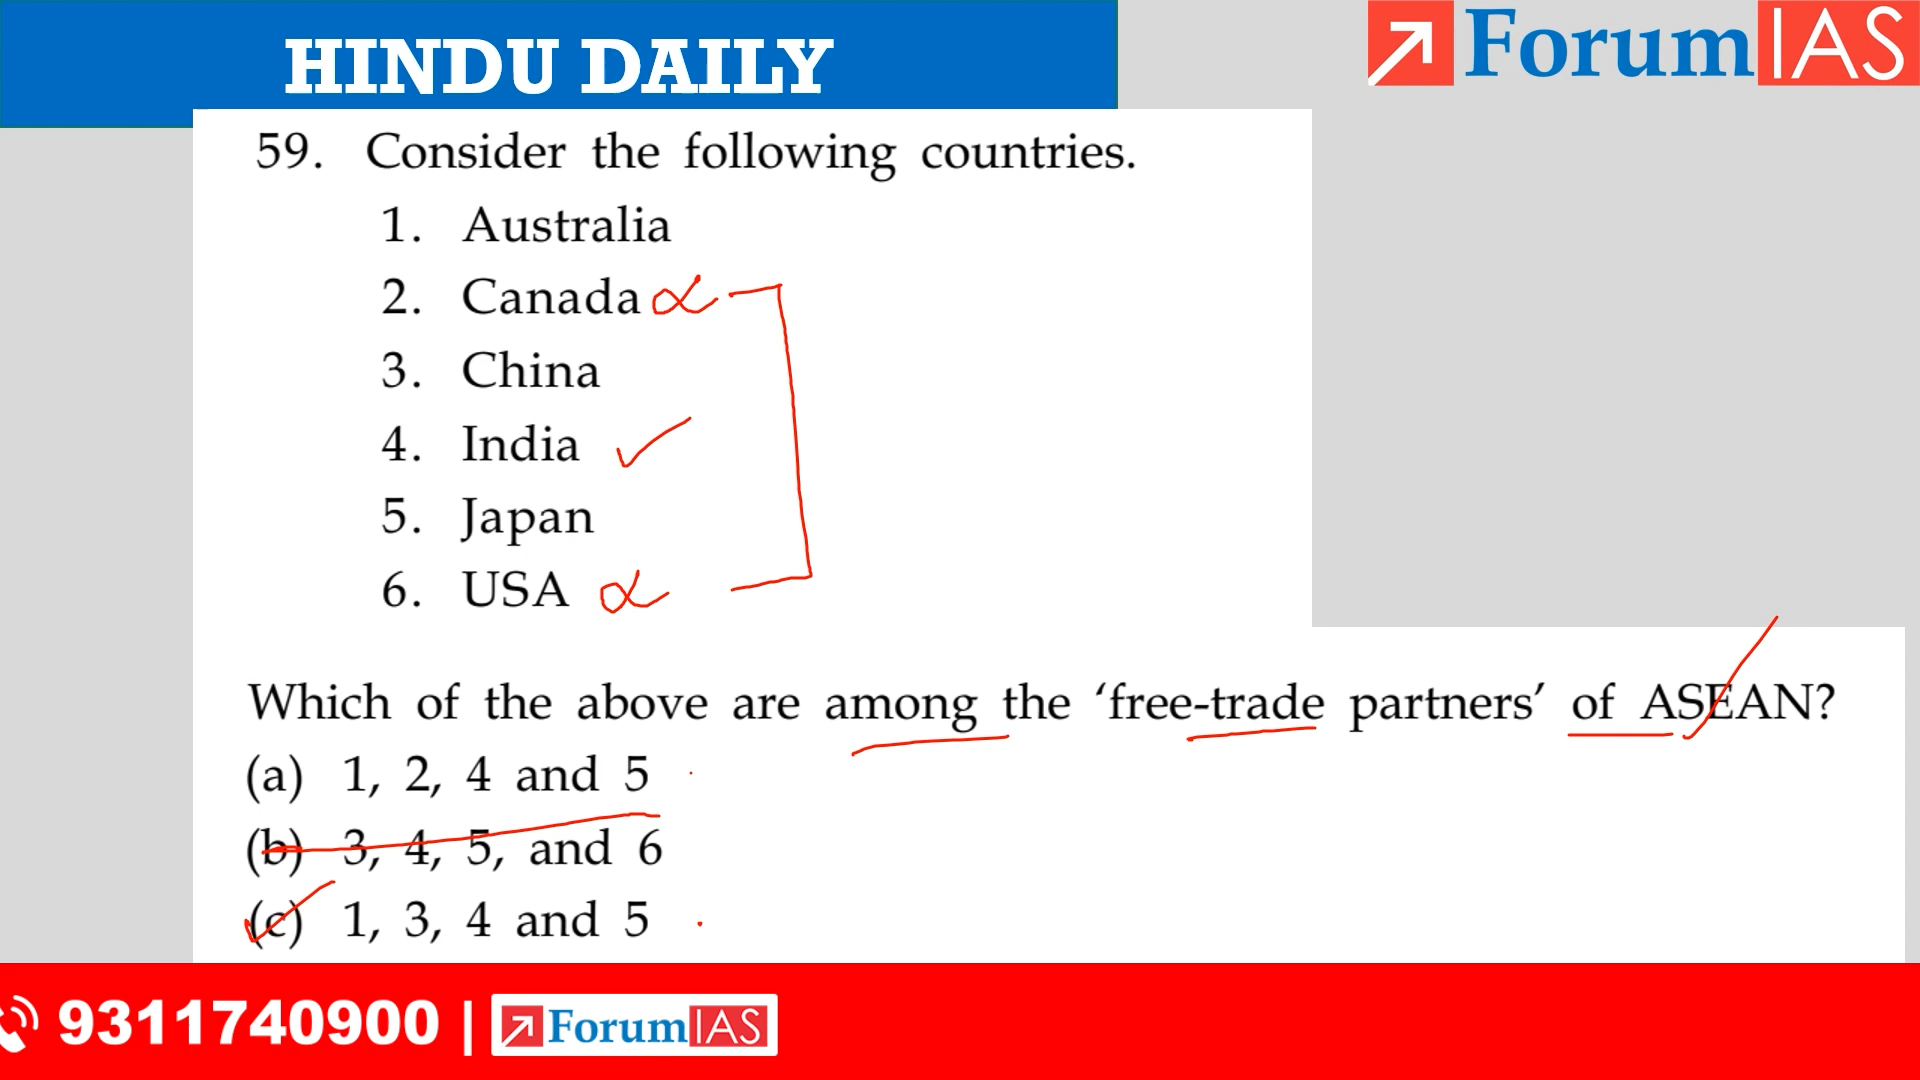 HINDU DAILY
ForumIAS
59. Consider the following countries.
1. Australia
2. Canada
3. China
4. India
5. Japan
6. USA
Which of the above are among the ‘free-trade partners’ of ASEAN?
(a) 1, 2, 4 and 5
(b) 3, 4, 5, and 6
(c) 1, 3, 4 and 5
9311740900 | ForumIAS